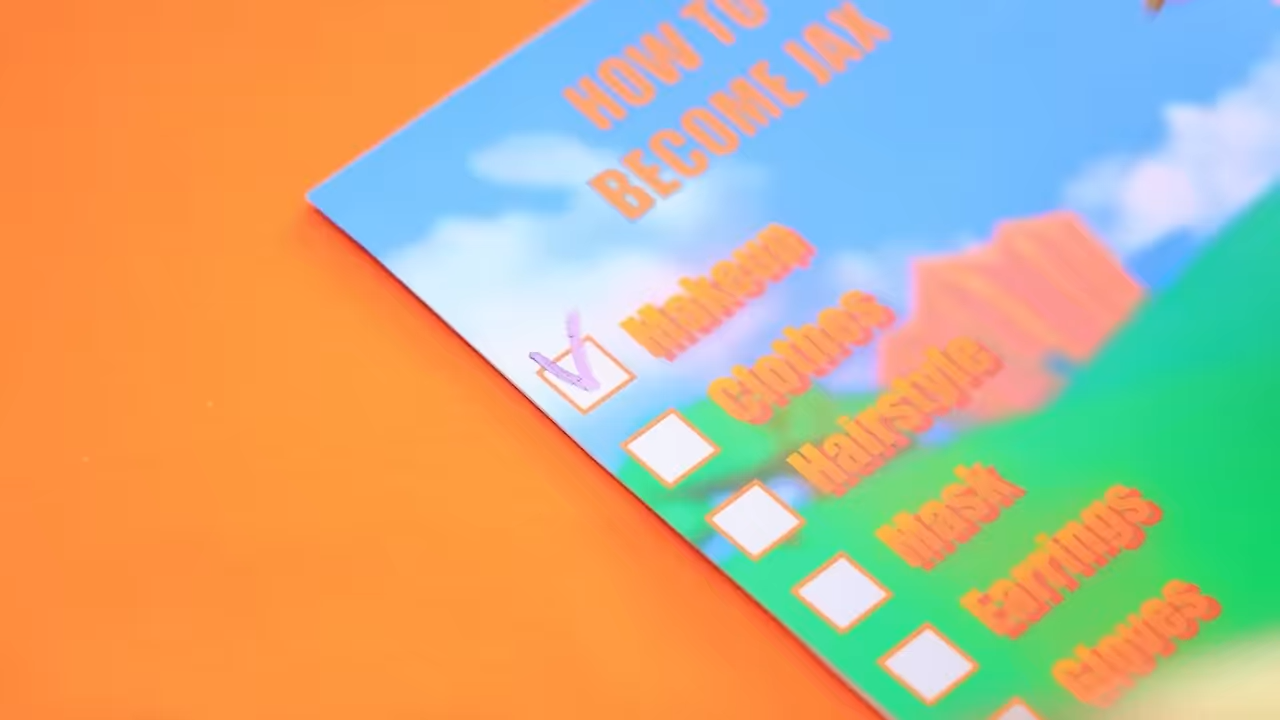 HOW TO
BECOME JAX
Makeup
Clothes
Hairstyle
Mask
Earrings
Gloves